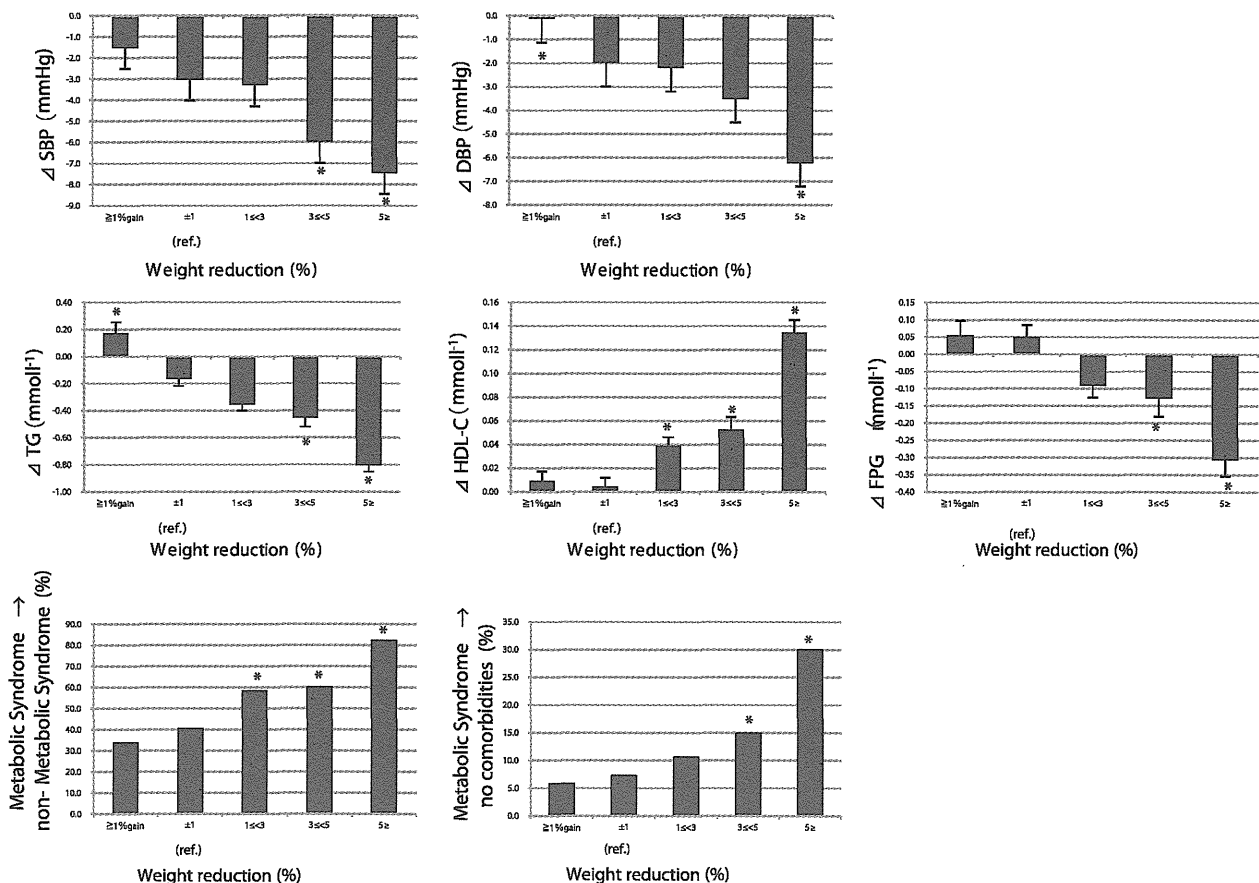 ⊿ SBP (mmHg)
0.0
-1.0
-2.0
-3.0
-4.0
-5.0
-6.0
-7.0
-8.0
-9.0
*
*
≧1%gain ±1 1≤<3 3≤<5 5≥
(ref.)
Weight reduction (%)
⊿ DBP (mmHg)
0.0
-1.0
-2.0
-3.0
-4.0
-5.0
-6.0
-7.0
-8.0
*
*
≧1%gain ±1 1≤<3 3≤<5 5≥
(ref.)
Weight reduction (%)
⊿ TG (mmoll-1)
0.40
0.20
0.00
-0.20
-0.40
-0.60
-0.80
-1.00
*
*
*
≧1%gain ±1 1≤<3 3≤<5 5≥
(ref.)
Weight reduction (%)
⊿ HDL-C (mmoll-1)
0.16
0.14
0.12
0.10
0.08
0.06
0.04
0.02
0.00
*
*
*
≧1%gain ±1 1≤<3 3≤<5 5≥
(ref.)
Weight reduction (%)
⊿ FPG (mmoll-1)
0.15
0.10
0.05
0.00
-0.05
-0.10
-0.15
-0.20
-0.25
-0.30
-0.35
-0.40
*
*
≧1%gain ±1 1≤<3 3≤<5 5≥
(ref.)
Weight reduction (%)
Metabolic Syndrome →
non- Metabolic Syndrome (%)
90.0
80.0
70.0
60.0
50.0
40.0
30.0
20.0
10.0
0.0
*
*
*
≧1%gain ±1 1≤<3 3≤<5 5≥
(ref.)
Weight reduction (%)
Metabolic Syndrome →
no comorbidities (%)
35.0
30.0
25.0
20.0
15.0
10.0
5.0
0.0
*
*
≧1%gain ±1 1≤<3 3≤<5 5≥
(ref.)
Weight reduction (%)